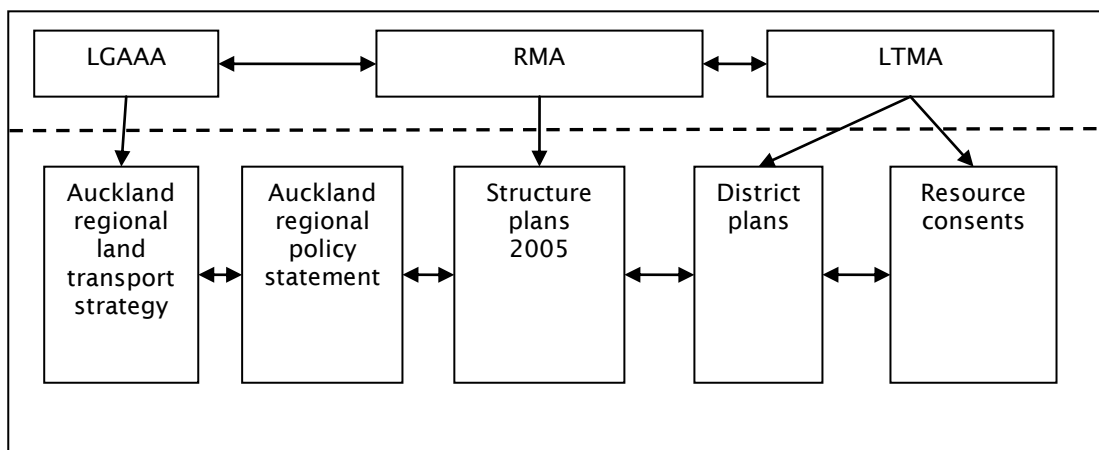 LGAAA
RMA
LTMA
Auckland
regional
land
transport
strategy
Auckland
regional
policy
statement
Structure
plans
2005
District
plans
Resource
consents